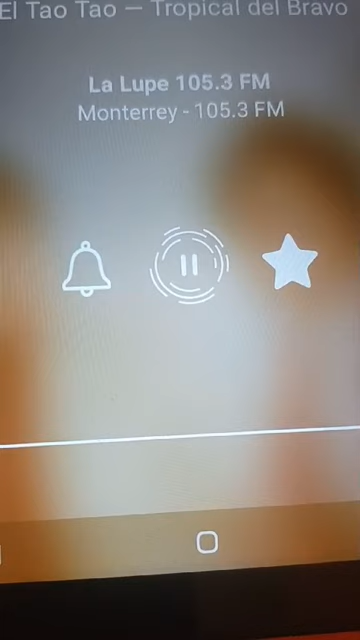 El Tao Tao — Tropical del Bravo
La Lupe 105.3 FM
Monterrey - 105.3 FM